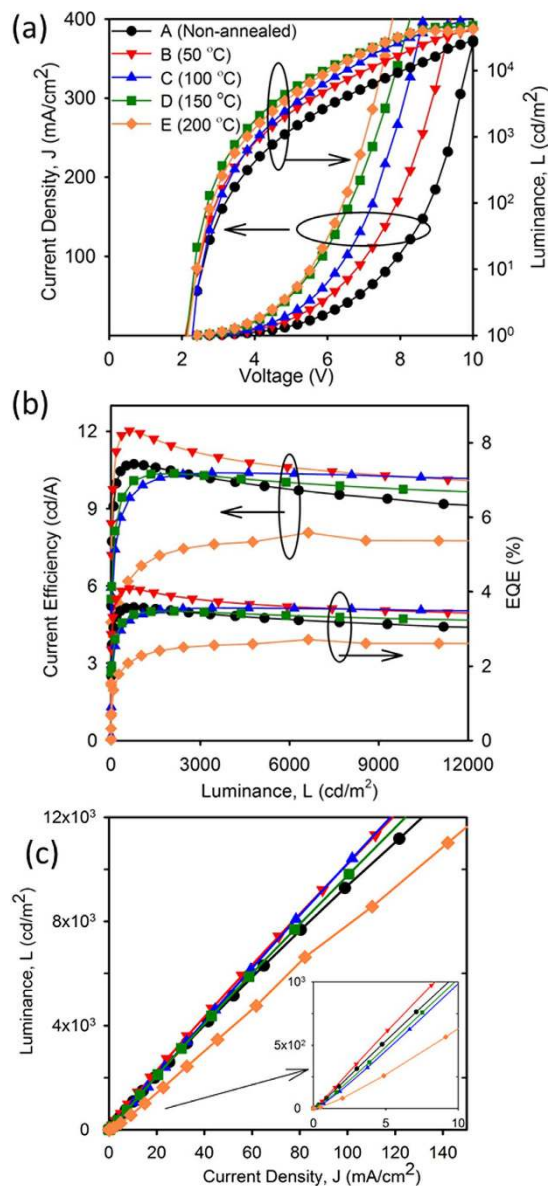 (a)
A (Non-annealed)
B (50 °C)
C (100 °C)
D (150 °C)
E (200 °C)
Current Density, J (mA/cm²)
400
300
200
100
Luminance, L (cd/m²)
10⁴
10³
10²
10¹
10⁰
0 2 4 6 8 10
Voltage (V)
(b)
Current Efficiency (cd/A)
12
9
6
3
0
EQE (%)
8
6
4
2
0
0 3000 6000 9000 12000
Luminance, L (cd/m²)
(c)
Luminance, L (cd/m²)
12x10³
8x10³
4x10³
0
10³
5x10²
0
0 5 10
0 20 40 60 80 100 120 140
Current Density, J (mA/cm²)